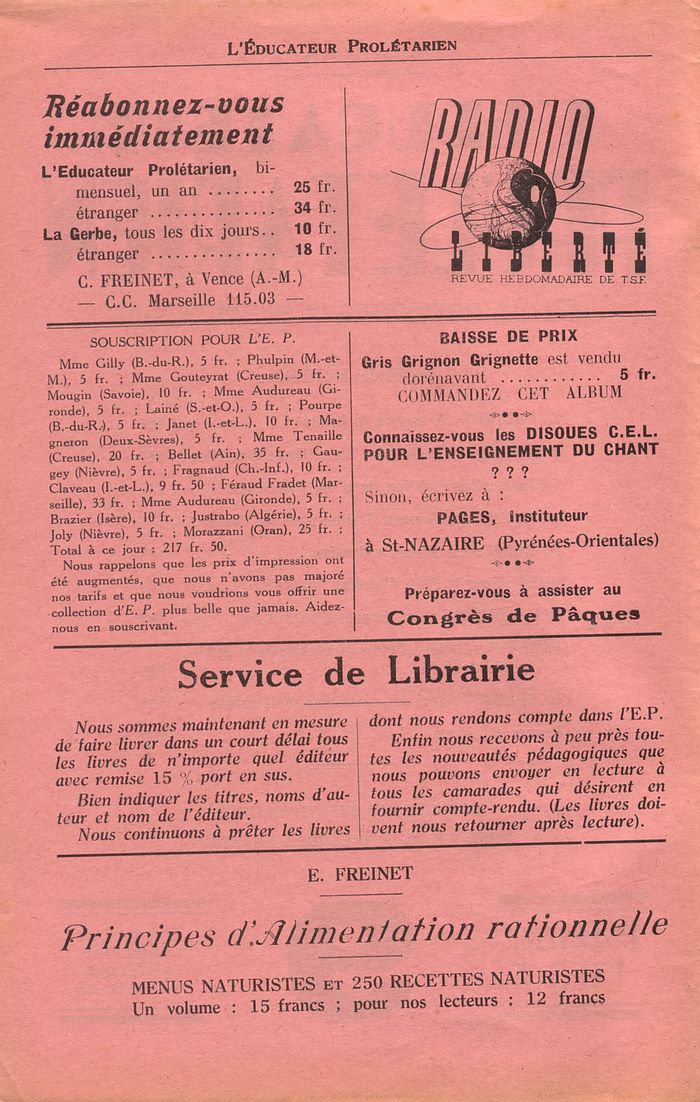 L'Éducateur Prolétarien
Réabonnez-vous
immédiatement
L'Educateur Prolétarien, bi-
mensuel, un an ........ 25 fr.
étranger ............... 34 fr.
La Gerbe, tous les dix jours.. 10 fr.
étranger ............... 18 fr.
C. FREINET, à Vence (A.-M.)
— C.C. Marseille 115.03 —
RADIO
LIBERTÉ
REVUE HEBDOMADAIRE DE T.S.F.
SOUSCRIPTION POUR L'E. P.
Mme Gilly (B.-du-R.), 5 fr. ; Phulpin (M.-et-
M.), 5 fr. ; Mme Gouteyrat (Creuse), 5 fr. ;
Mougin (Savoie), 10 fr. ; Mme Audureau (Gi-
ronde), 5 fr. ; Lainé (S.-et-O.), 5 fr. ; Pourpe
(B.-du-R.), 5 fr. ; Janet (I.-et-L.), 10 fr. ; Ma-
gneron (Deux-Sèvres), 5 fr. ; Mme Tenaille
(Creuse), 20 fr. ; Bellet (Ain), 35 fr. ; Gau-
gey (Nièvre), 5 fr. ; Fragnaud (Ch.-Inf.), 10 fr. ;
Claveau (I.-et-L.), 9 fr. 50 ; Féraud Fradet (Mar-
seille), 33 fr. ; Mme Audureau (Gironde), 5 fr. ;
Brazier (Isère), 10 fr. ; Justrabo (Algérie), 5 fr. ;
Joly (Nièvre), 5 fr. ; Morazzani (Oran), 25 fr. ;
Total à ce jour : 217 fr. 50.
Nous rappelons que les prix d'impression ont
été augmentés, que nous n'avons pas majoré
nos tarifs et que nous voudrions vous offrir une
collection d'E. P. plus belle que jamais. Aidez-
nous en souscrivant.
BAISSE DE PRIX
Gris Grignon Grignette est vendu
dorénavant ............ 5 fr.
COMMANDEZ CET ALBUM
Connaissez-vous les DISOUES C.E.L.
POUR L'ENSEIGNEMENT DU CHANT
? ? ?
Sinon, écrivez à :
PAGES, Instituteur
à St-NAZAIRE (Pyrénées-Orientales)
Préparez-vous à assister au
Congrès de Pâques
Service de Librairie
Nous sommes maintenant en mesure
de faire livrer dans un court délai tous
les livres de n'importe quel éditeur
avec remise 15 % port en sus.
Bien indiquer les titres, noms d'au-
teur et nom de l'éditeur.
Nous continuons à prêter les livres
dont nous rendons compte dans l'E.P.
Enfin nous recevons à peu près tou-
tes les nouveautés pédagogiques que
nous pouvons envoyer en lecture à
tous les camarades qui désirent en
fournir compte-rendu. (Les livres doi-
vent nous retourner après lecture).
E. FREINET
Principes d'Alimentation rationnelle
MENUS NATURISTES ET 250 RECETTES NATURISTES
Un volume : 15 francs ; pour nos lecteurs : 12 francs